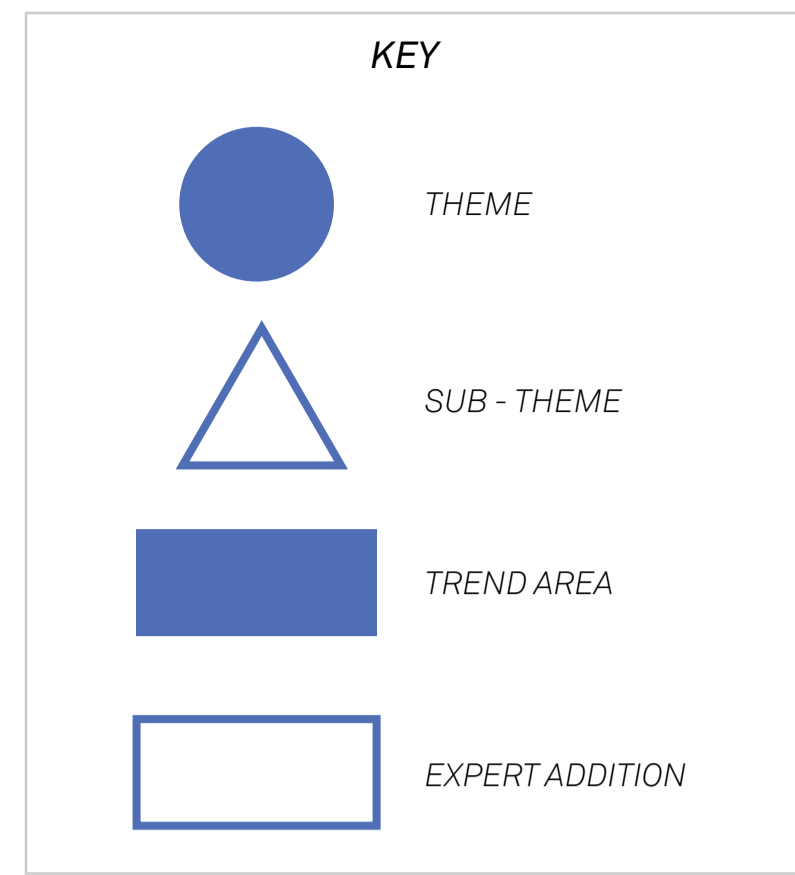 KEY
THEME
SUB - THEME
TREND AREA
EXPERT ADDITION